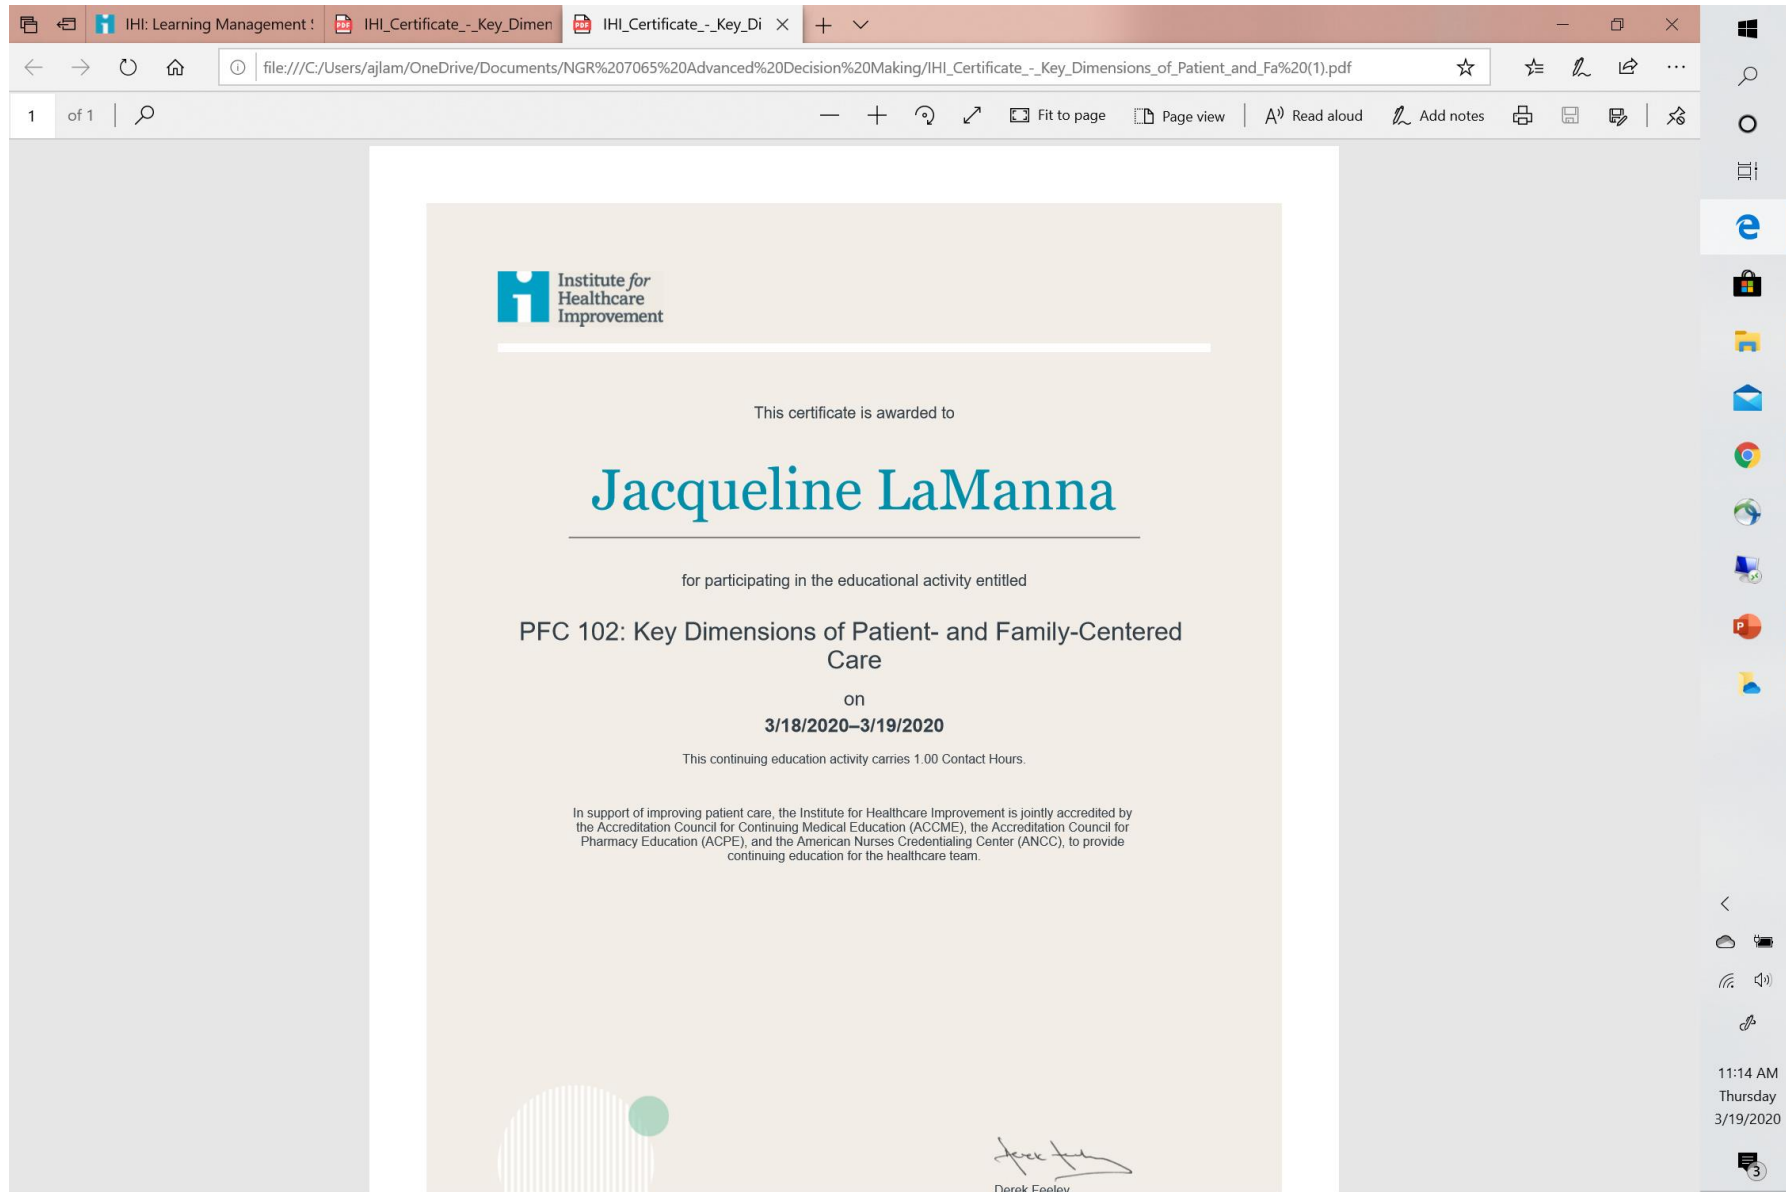 IHI: Learning Management S
IHI_Certificate_-_Key_Dimen
IHI_Certificate_-_Key_Di
file:///C:/Users/ajlam/OneDrive/Documents/NGR%207065%20Advanced%20Decision%20Making/IHI_Certificate_-_Key_Dimensions_of_Patient_and_Fa%20(1).pdf
1 of 1
Fit to page
Page view
A)) Read aloud
Add notes
Institute for
Healthcare
Improvement
This certificate is awarded to
Jacqueline LaManna
for participating in the educational activity entitled
PFC 102: Key Dimensions of Patient- and Family-Centered
Care
on
3/18/2020–3/19/2020
This continuing education activity carries 1.00 Contact Hours.
In support of improving patient care, the Institute for Healthcare Improvement is jointly accredited by
the Accreditation Council for Continuing Medical Education (ACCME), the Accreditation Council for
Pharmacy Education (ACPE), and the American Nurses Credentialing Center (ANCC), to provide
continuing education for the healthcare team.
Derek Feeley
11:14 AM
Thursday
3/19/2020
3